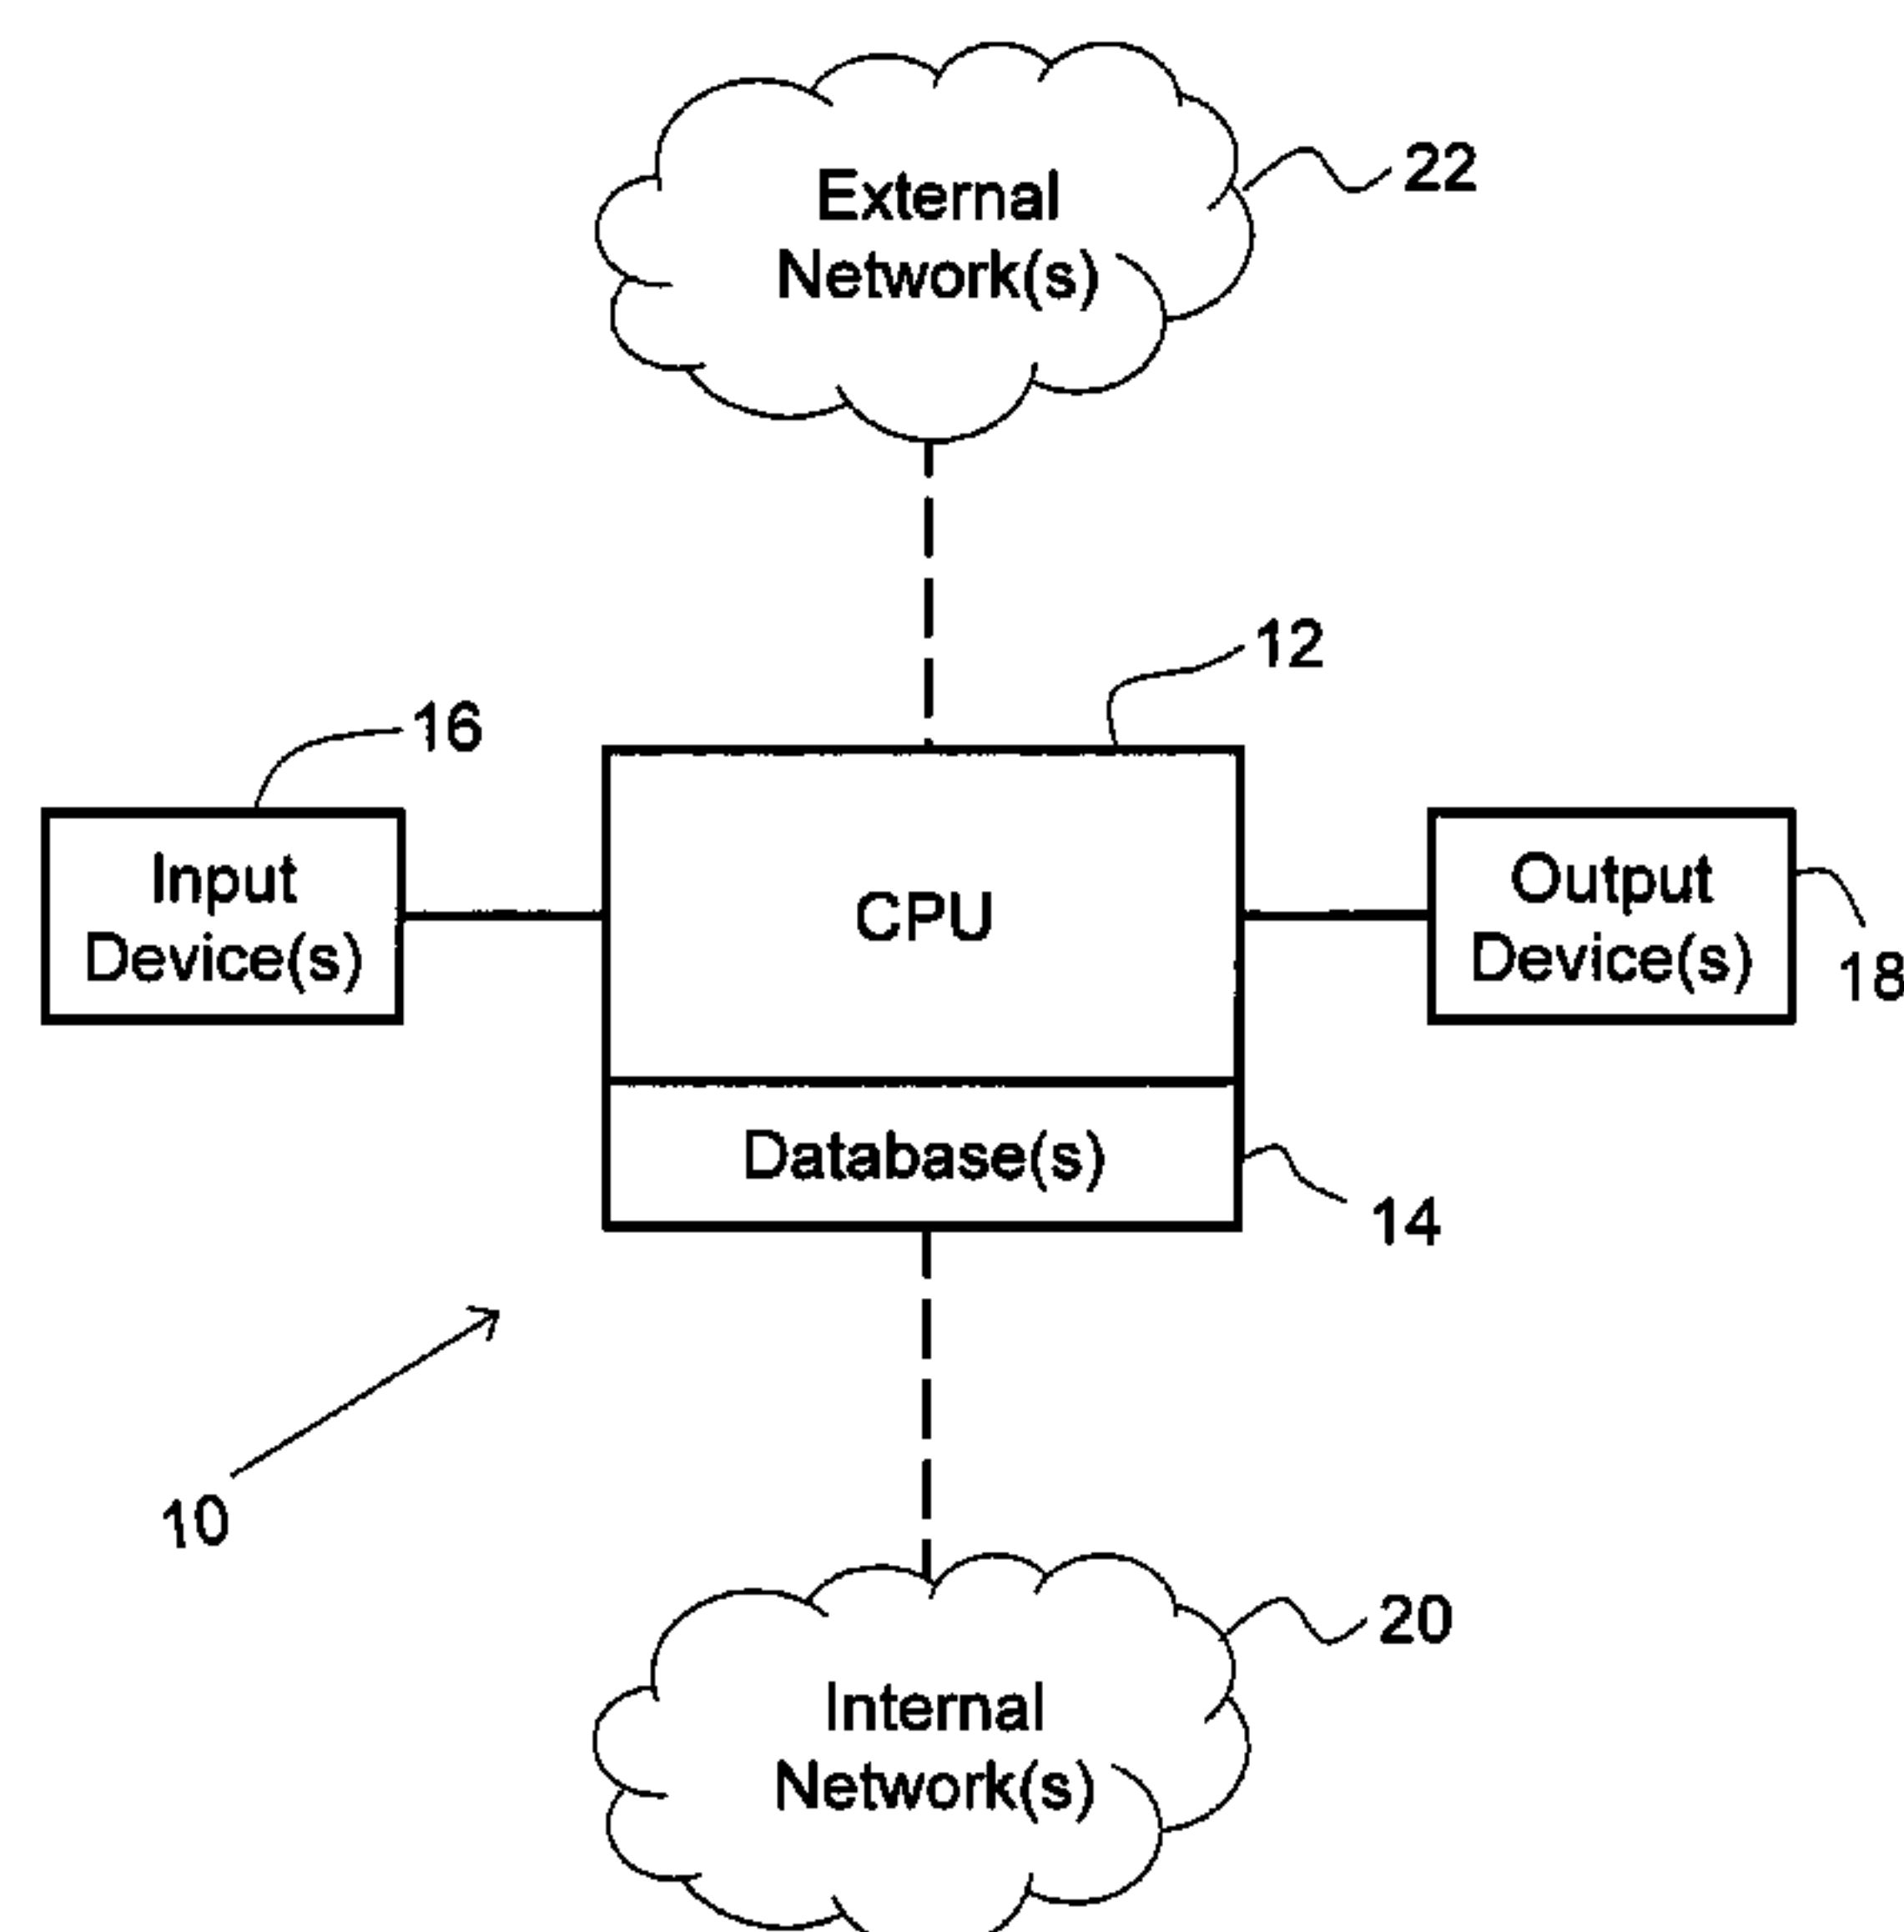 External
Network(s)
22
12
16
Input
Device(s)
CPU
Output
Device(s)
18
Database(s)
14
10
20
Internal
Network(s)